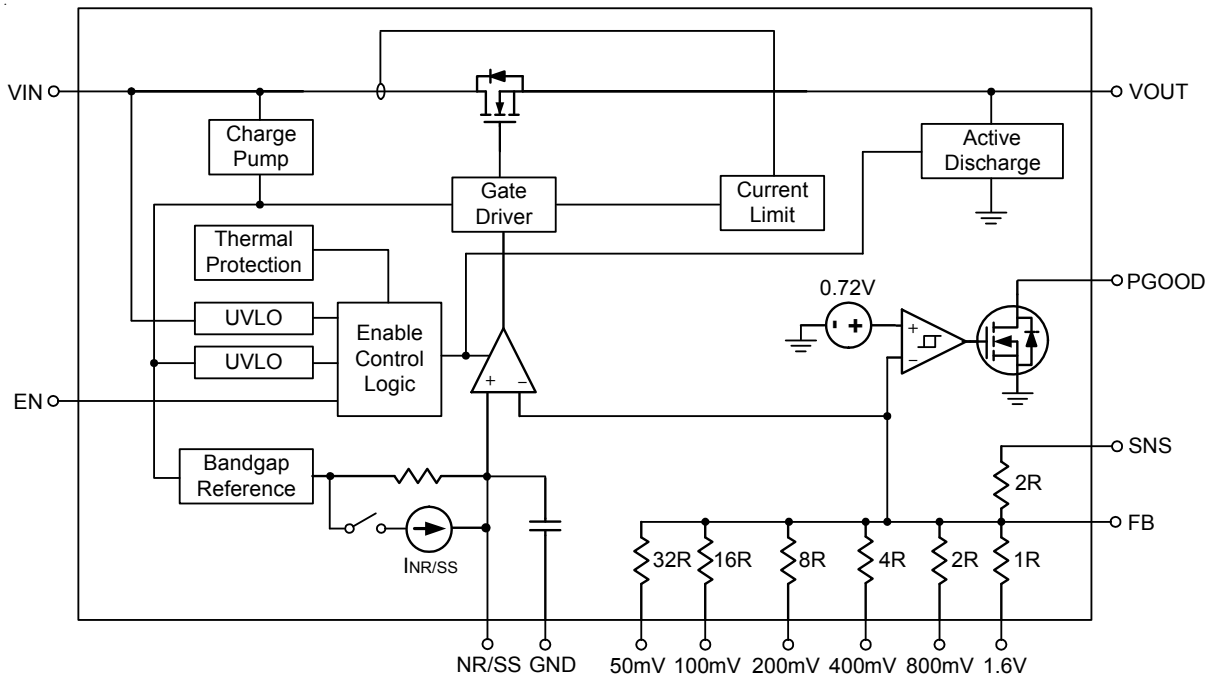 VIN
VOUT
Charge
Pump
Active
Discharge
Gate
Driver
Current
Limit
Thermal
Protection
0.72V
PGOOD
- +
+
−
UVLO
UVLO
Enable
Control
Logic
+ −
EN
SNS
Bandgap
Reference
2R
FB
INR/SS
32R 16R 8R 4R 2R 1R
NR/SS GND 50mV 100mV 200mV 400mV 800mV 1.6V